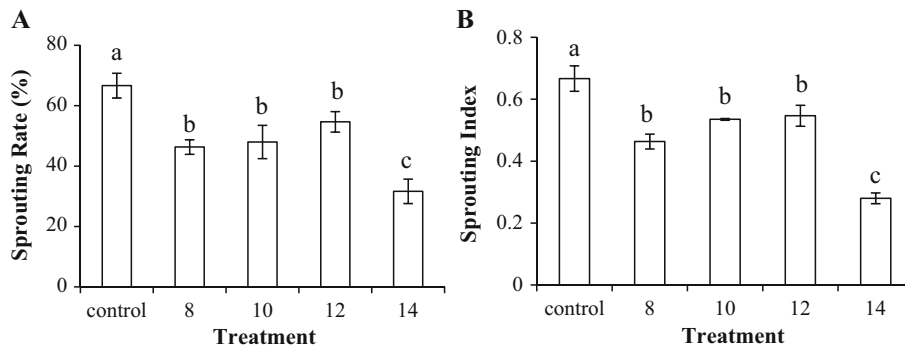 A
Sprouting Rate (%)
80
60
40
20
0
a
b
b
b
c
control 8 10 12 14
Treatment
B
Sprouting Index
0.8
0.6
0.4
0.2
0
a
b
b
b
c
control 8 10 12 14
Treatment